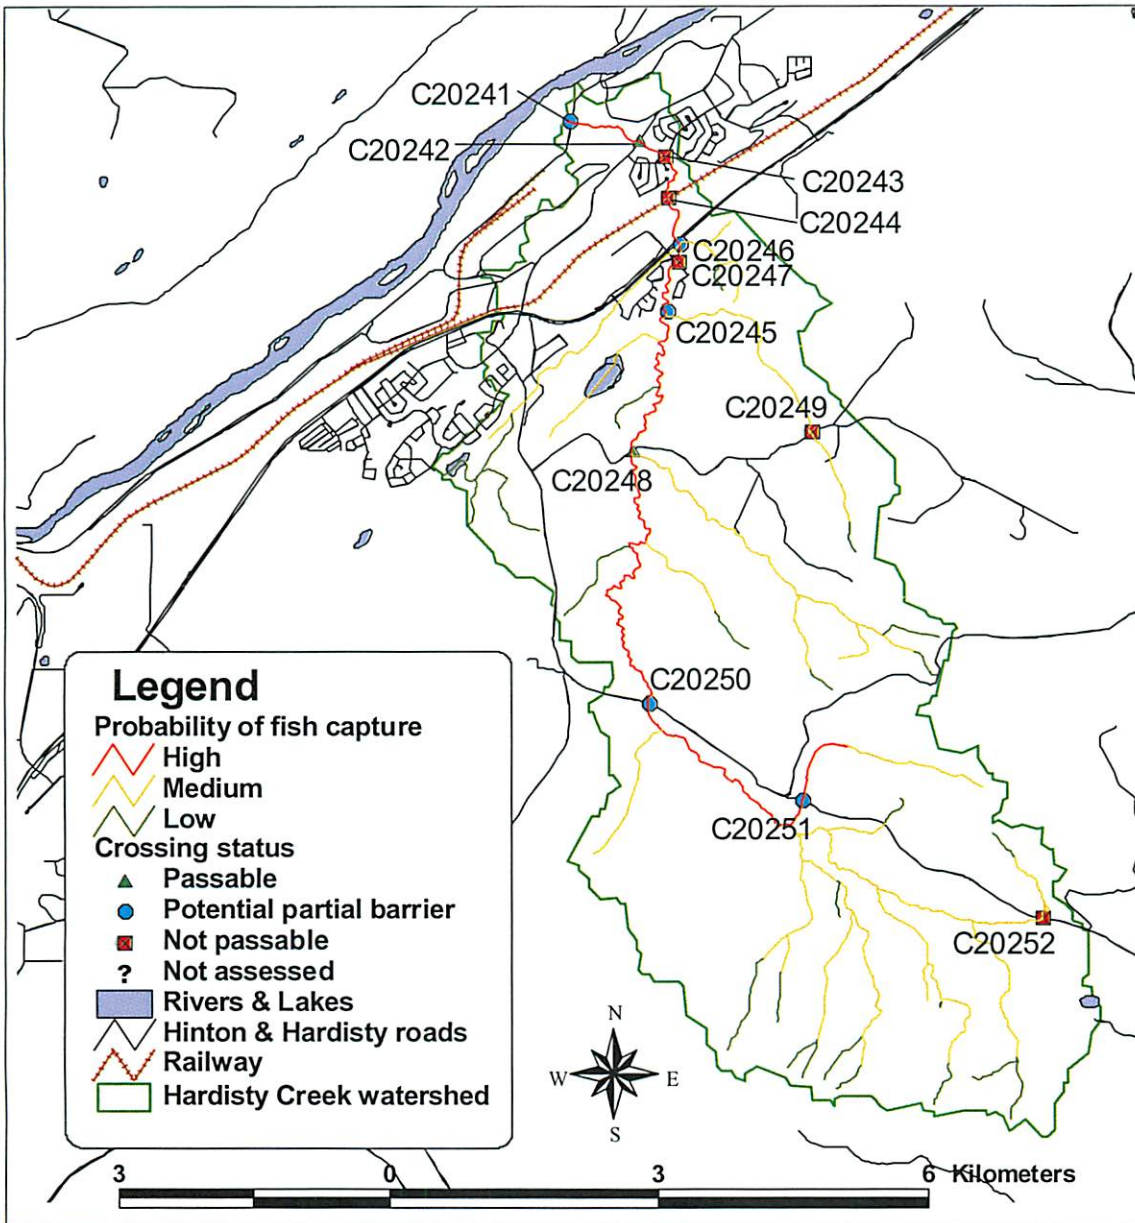 C20241
C20242
C20243
C20244
C20246
C20247
C20245
C20249
C20248
C20250
C20251
C20252
Legend
Probability of fish capture
High
Medium
Low
Crossing status
Passable
Potential partial barrier
Not passable
? Not assessed
Rivers & Lakes
Hinton & Hardisty roads
Railway
Hardisty Creek watershed
N
W E
S
3 0 3 6 Kilometers